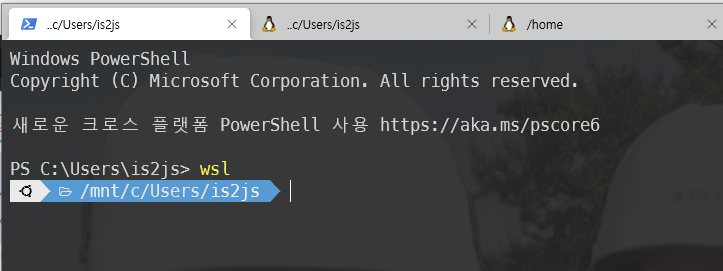 ..c/Users/is2js
..c/Users/is2js
/home
Windows PowerShell
Copyright (C) Microsoft Corporation. All rights reserved.
새로운 크로스 플랫폼 PowerShell 사용 https://aka.ms/pscore6
PS C:\Users\is2js> wsl
/mnt/c/Users/is2js